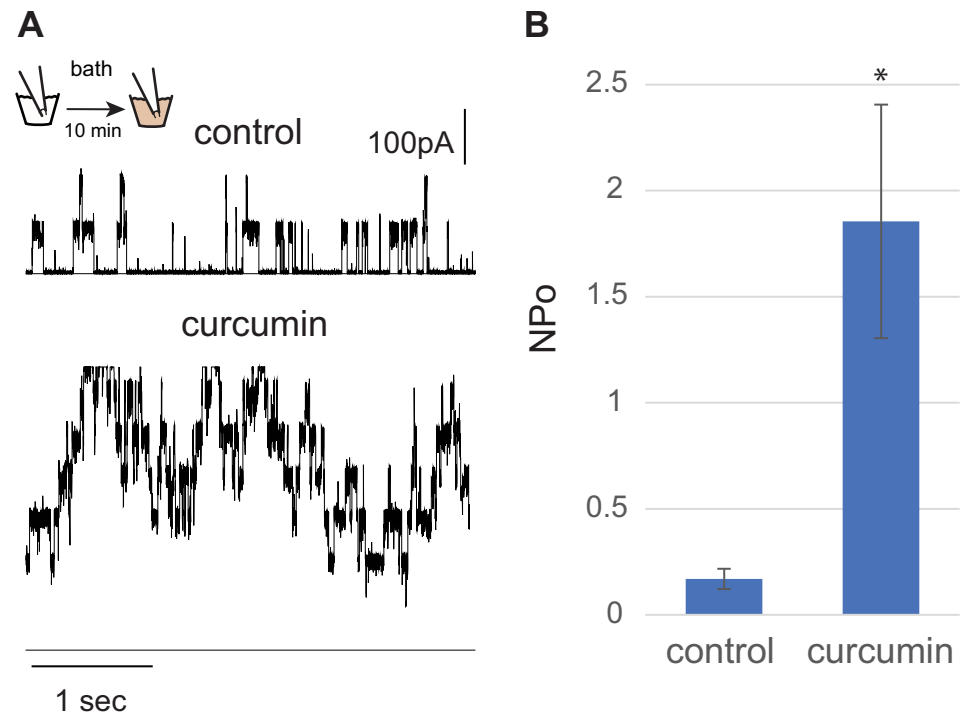 A
bath
10 min
control
100pA
curcumin
1 sec
B
*
2.5
2
1.5
1
0.5
0
NPo
control
curcumin